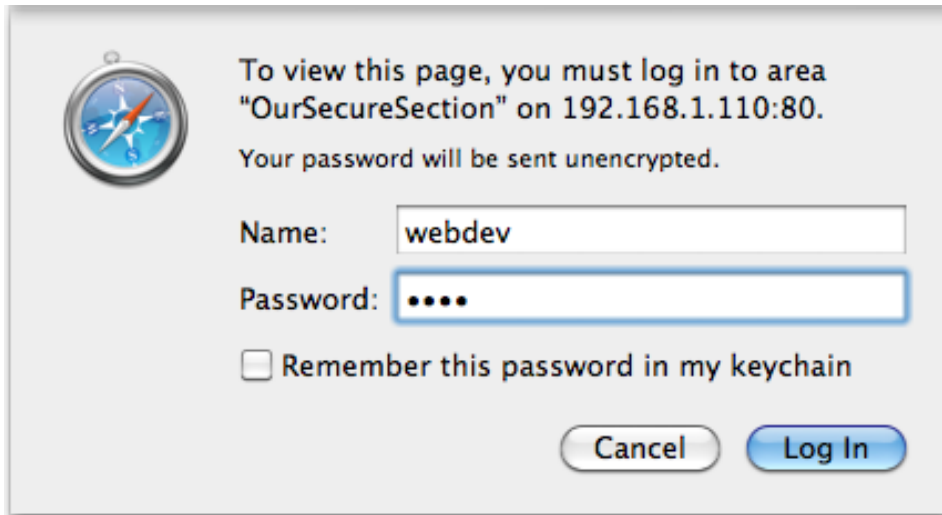 To view this page, you must log in to area
“OurSecureSection” on 192.168.1.110:80.
Your password will be sent unencrypted.
Name: webdev
Password: ••••
Remember this password in my keychain
Cancel Log In